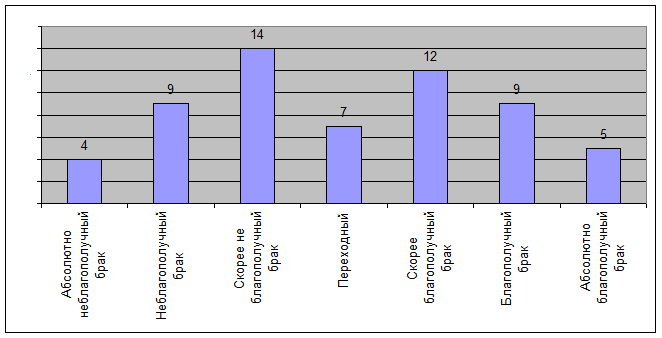 4
9
14
7
12
9
5
Абсолютно
неблагополучный
брак
Неблагополучный
брак
Скорее не
благополучный
брак
Переходный
Скорее
благополучный
брак
Благополучный
брак
Абсолютно
благополучный
брак